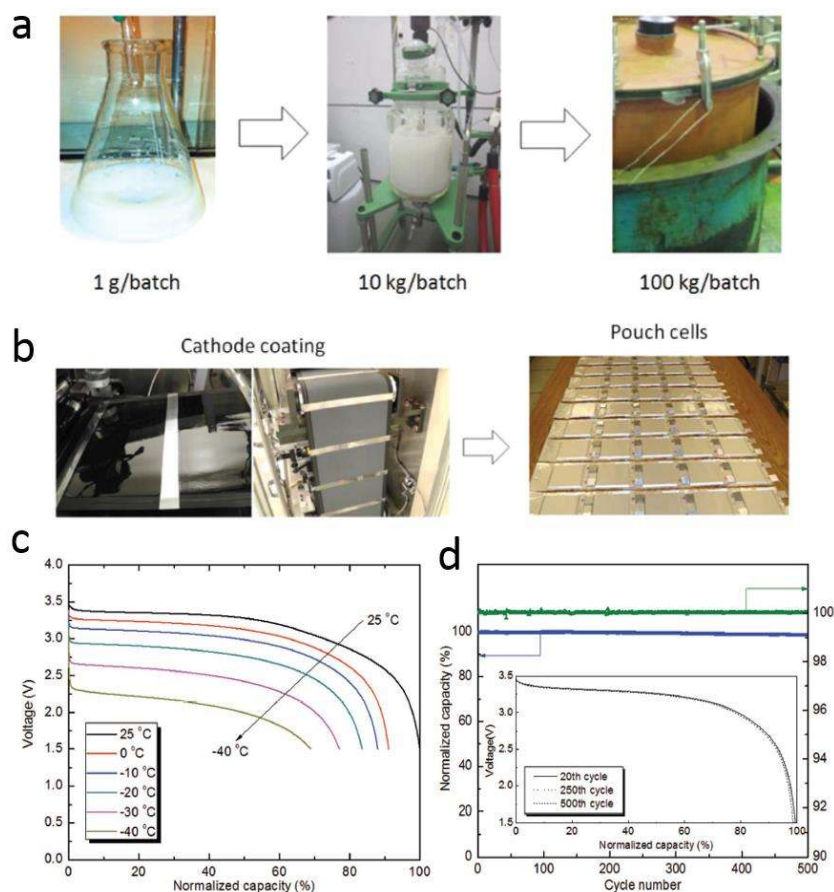 a
1 g/batch
10 kg/batch
100 kg/batch
b
Cathode coating
Pouch cells
c
4.0
3.5
3.0
2.5
2.0
1.5
1.0
0.5
0.0
Voltage (V)
25 °C
-40 °C
25 °C
0 °C
-10 °C
-20 °C
-30 °C
-40 °C
0 20 40 60 80 100
Normalized capacity (%)
d
100
80
60
40
20
0
Normalized capacity (%)
100
98
96
94
92
90
3.5
3.0
2.5
2.0
1.5
Voltage(V)
20th cycle
250th cycle
500th cycle
0 20 40 60 80 100
Normalized capacity (%)
0 100 200 300 400 500
Cycle number